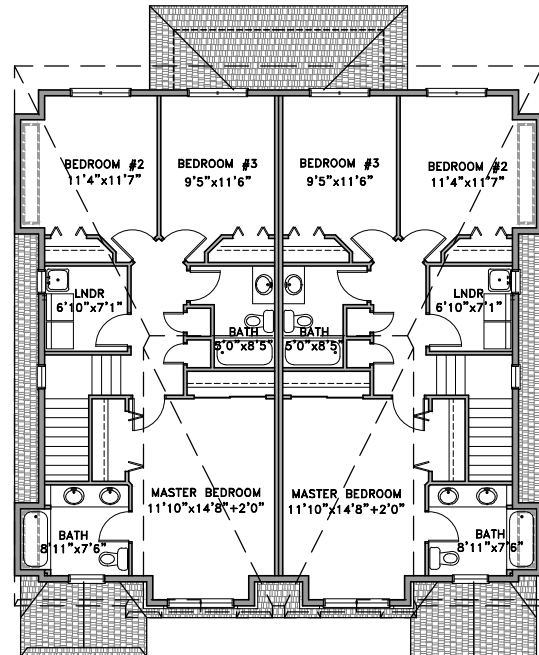 BEDROOM #2
11'4"x11'7"
BEDROOM #3
9'5"x11'6"
BEDROOM #3
9'5"x11'6"
BEDROOM #2
11'4"x11'7"
LNDR
6'10"x7'1"
BATH
5'0"x8'5"
BATH
5'0"x8'5"
LNDR
6'10"x7'1"
MASTER BEDROOM
11'10"x14'8"+2'0"
MASTER BEDROOM
11'10"x14'8"+2'0"
BATH
8'11"x7'6"
BATH
8'11"x7'6"